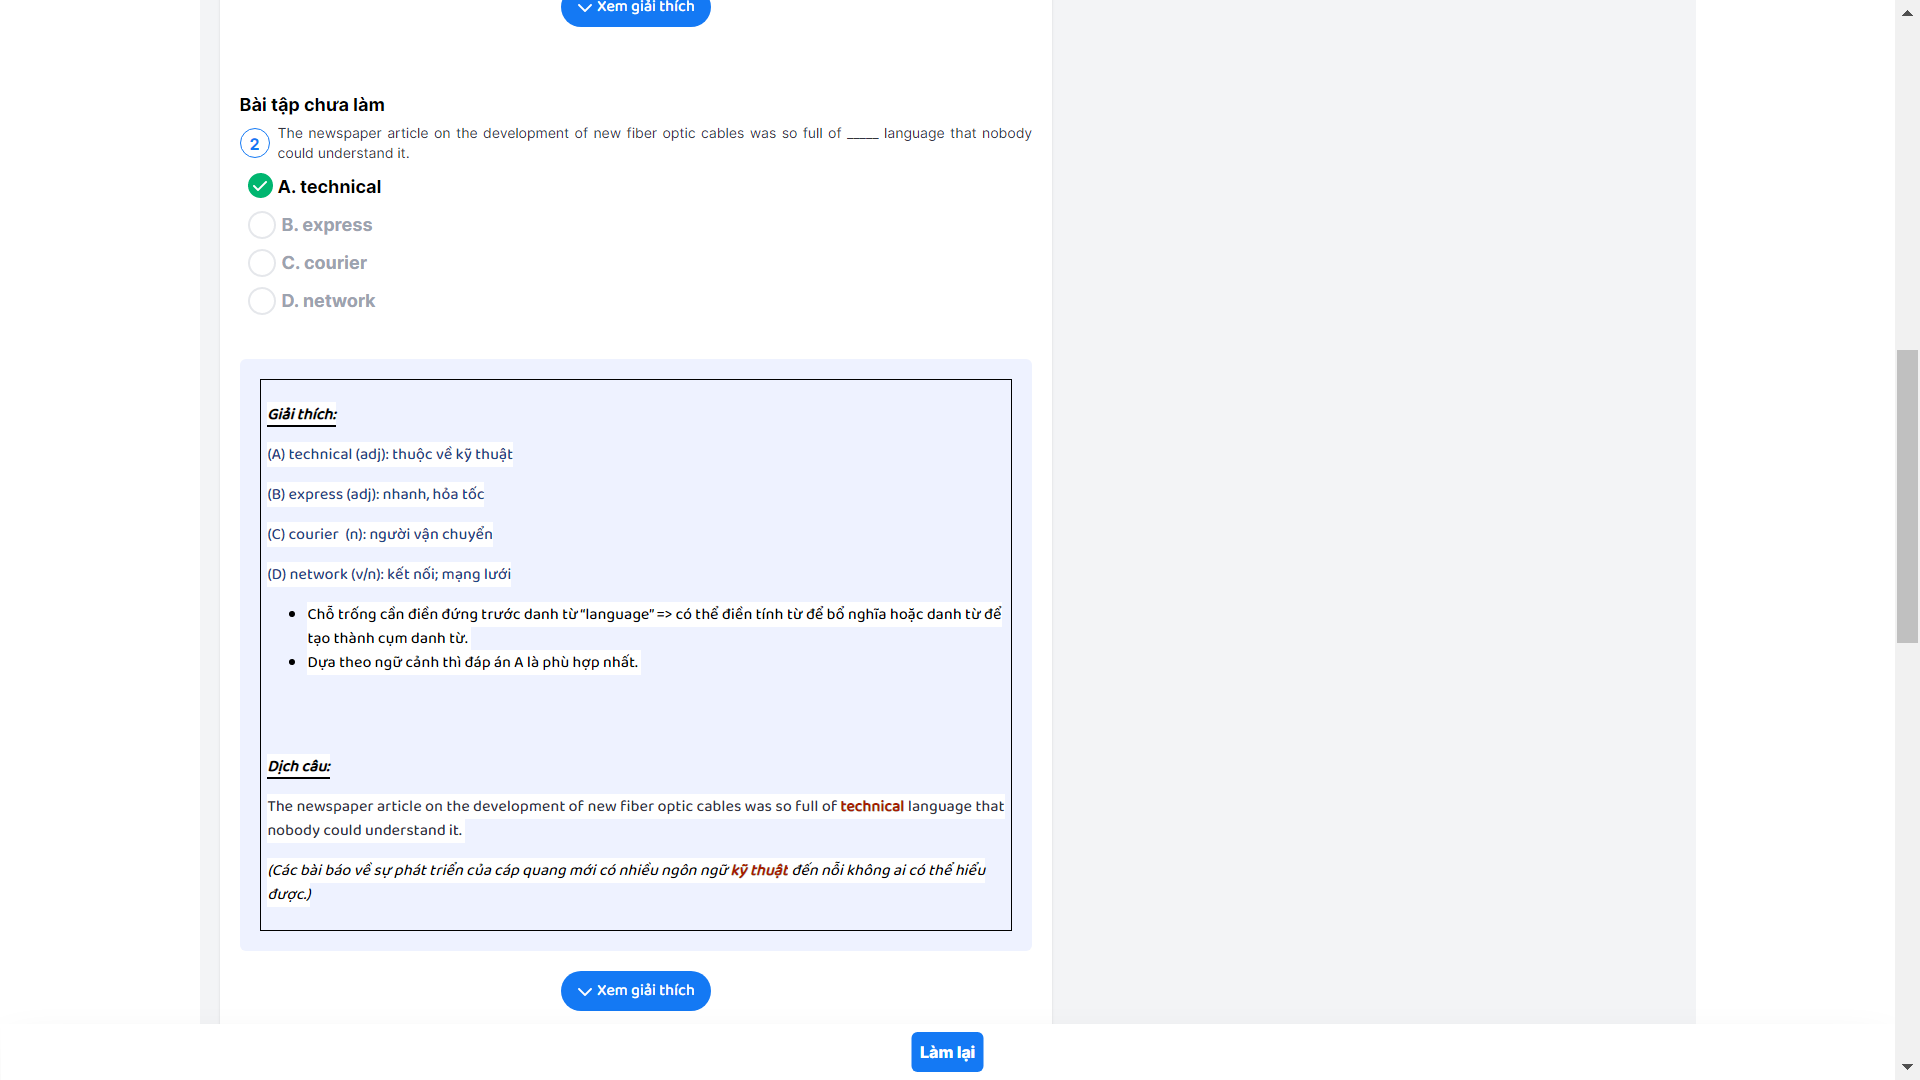 Xem giải thích
Bài tập chưa làm
2
The newspaper article on the development of new fiber optic cables was so full of _____ language that nobody
could understand it.
A. technical
B. express
C. courier
D. network
Giải thích:
(A) technical (adj): thuộc về kỹ thuật
(B) express (adj): nhanh, hỏa tốc
(C) courier  (n): người vận chuyển
(D) network (v/n): kết nối; mạng lưới
• Chỗ trống cần điền đứng trước danh từ “language” => có thể điền tính từ để bổ nghĩa hoặc danh từ để
tạo thành cụm danh từ.
• Dựa theo ngữ cảnh thì đáp án A là phù hợp nhất.
Dịch câu:
The newspaper article on the development of new fiber optic cables was so full of technical language that
nobody could understand it.
(Các bài báo về sự phát triển của cáp quang mới có nhiều ngôn ngữ kỹ thuật đến nỗi không ai có thể hiểu
được.)
Xem giải thích
Làm lại